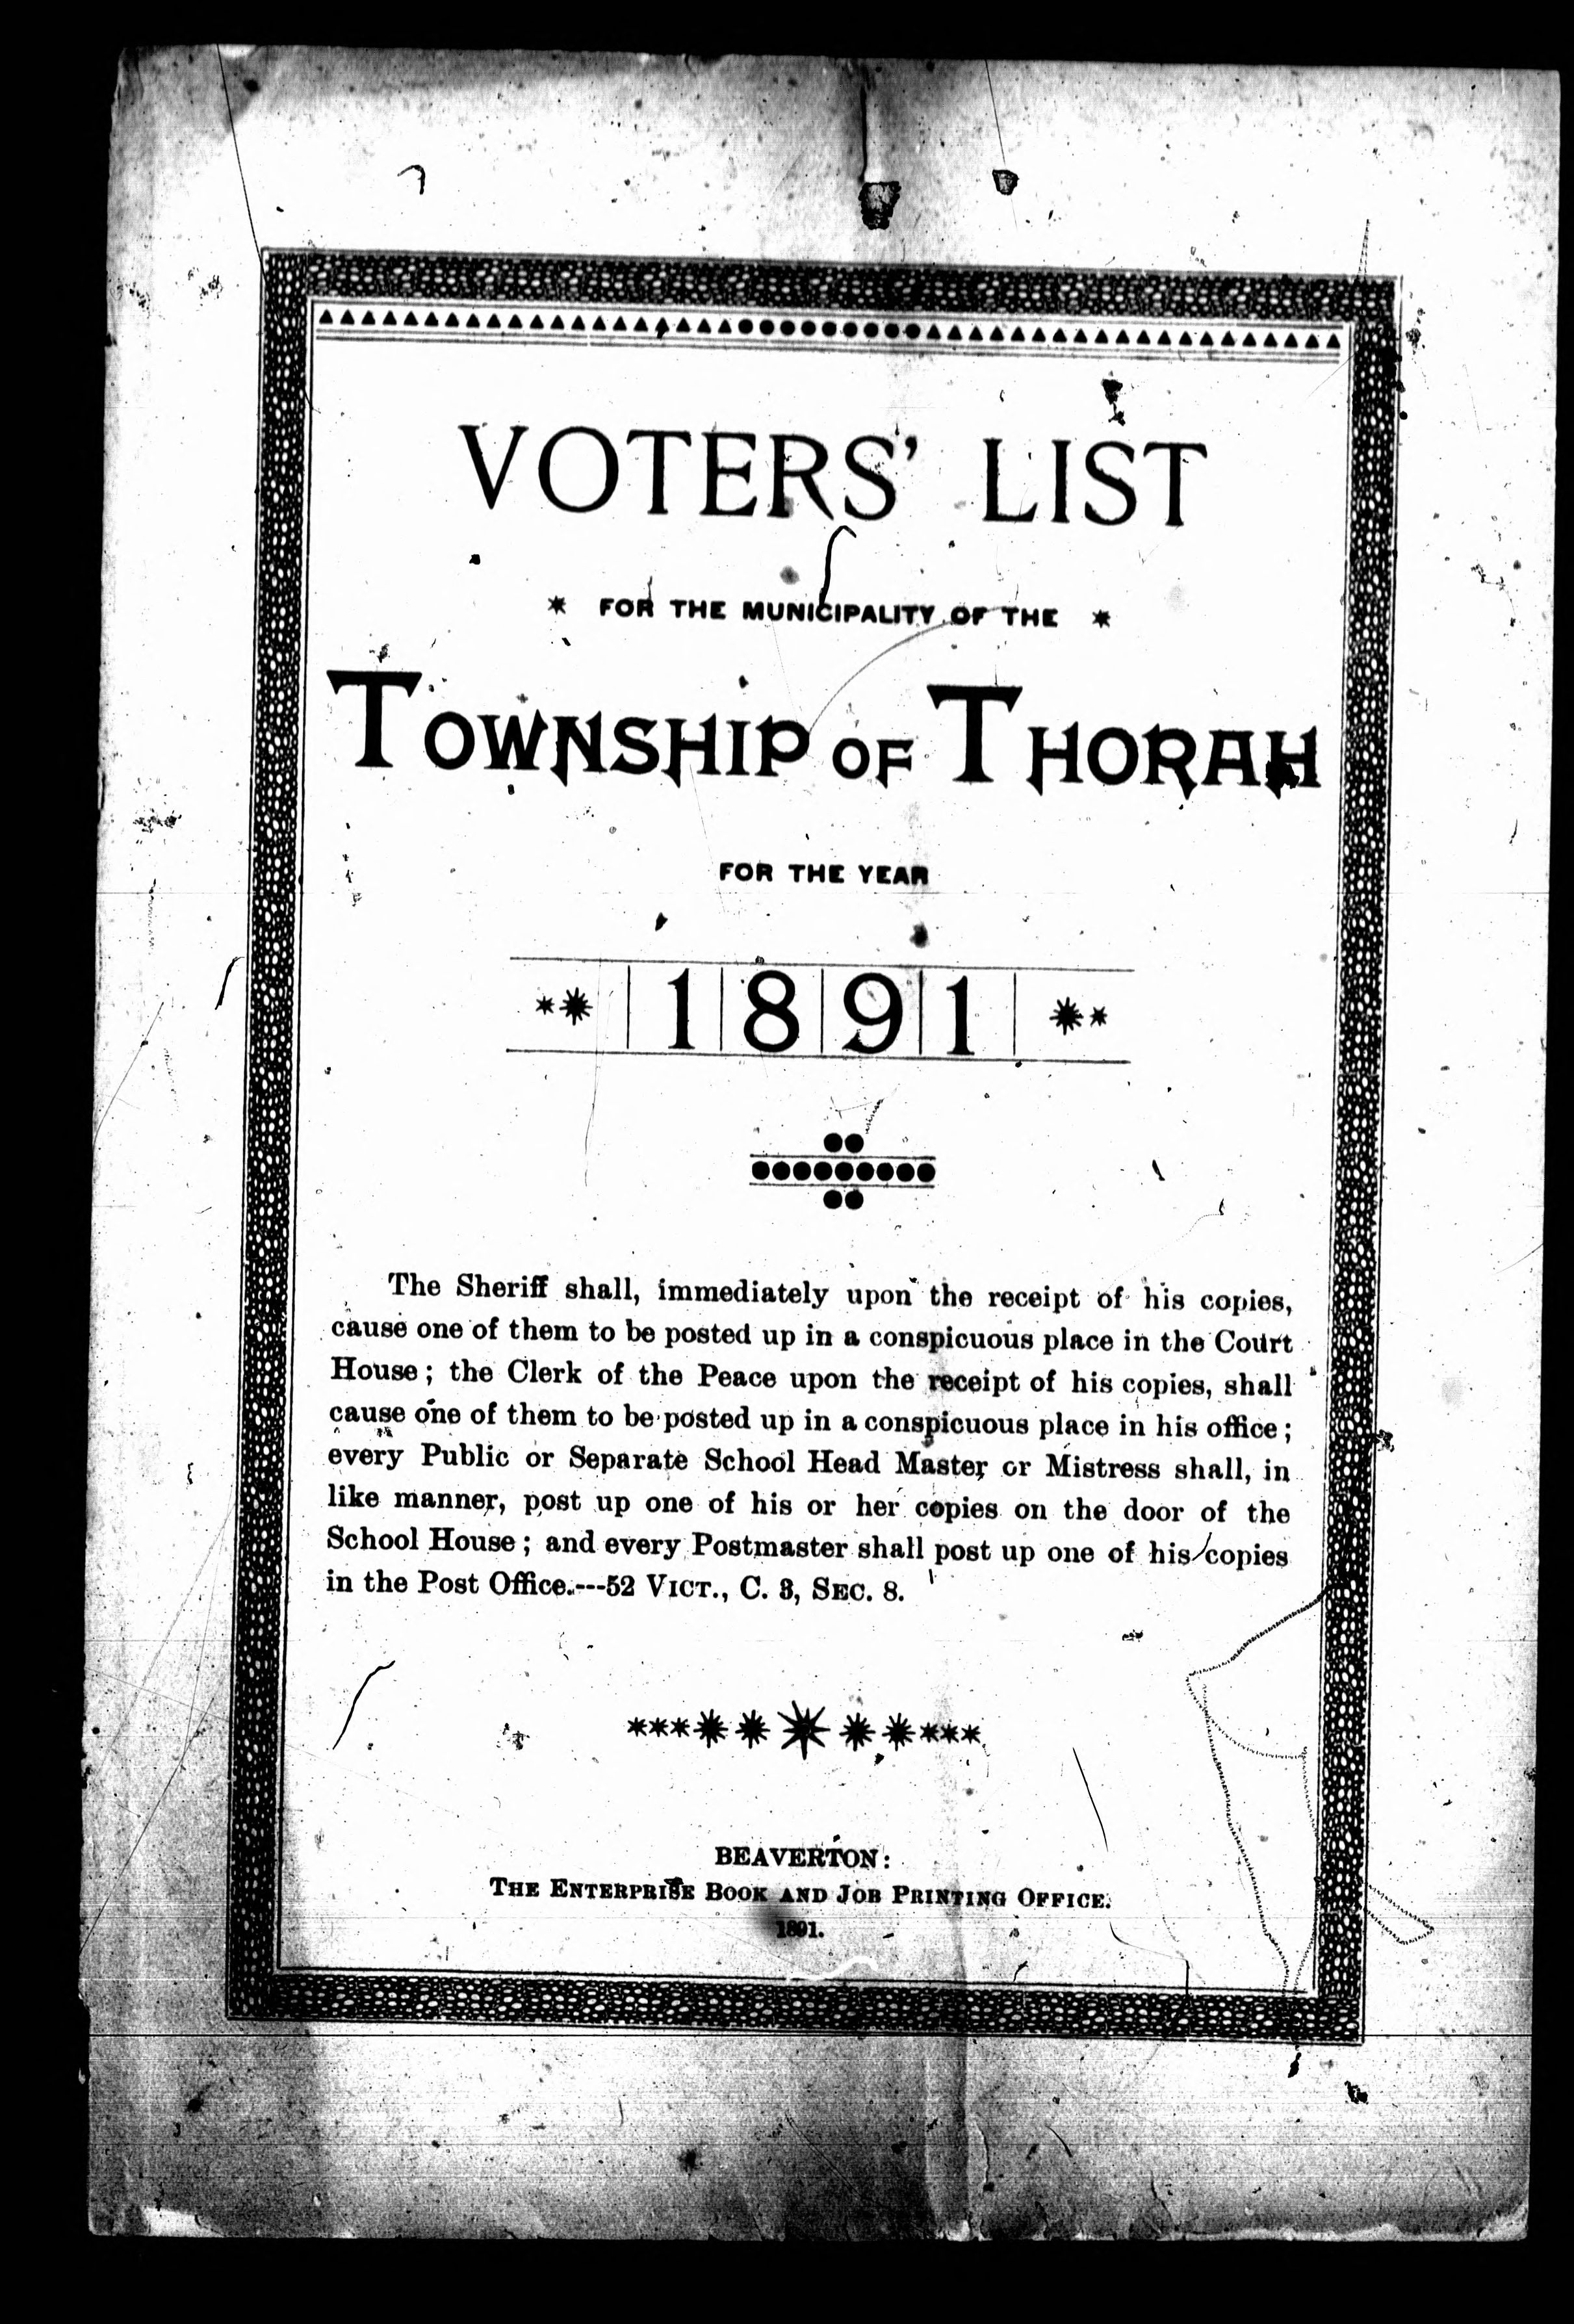 VOTERS' LIST
FOR THE MUNICIPALITY OF THE
TOWNSHIP OF THORAH
FOR THE YEAR
1891
The Sheriff shall, immediately upon the receipt of his copies,
cause one of them to be posted up in a conspicuous place in the Court
House; the Clerk of the Peace upon the receipt of his copies, shall
cause one of them to be posted up in a conspicuous place in his office;
every Public or Separate School Head Master or Mistress shall, in
like manner, post up one of his or her copies on the door of the
School House; and every Postmaster shall post up one of his copies
in the Post Office.---52 VICT., C. 3, SEC. 8.
BEAVERTON:
THE ENTERPRISE BOOK AND JOB PRINTING OFFICE.
1891.